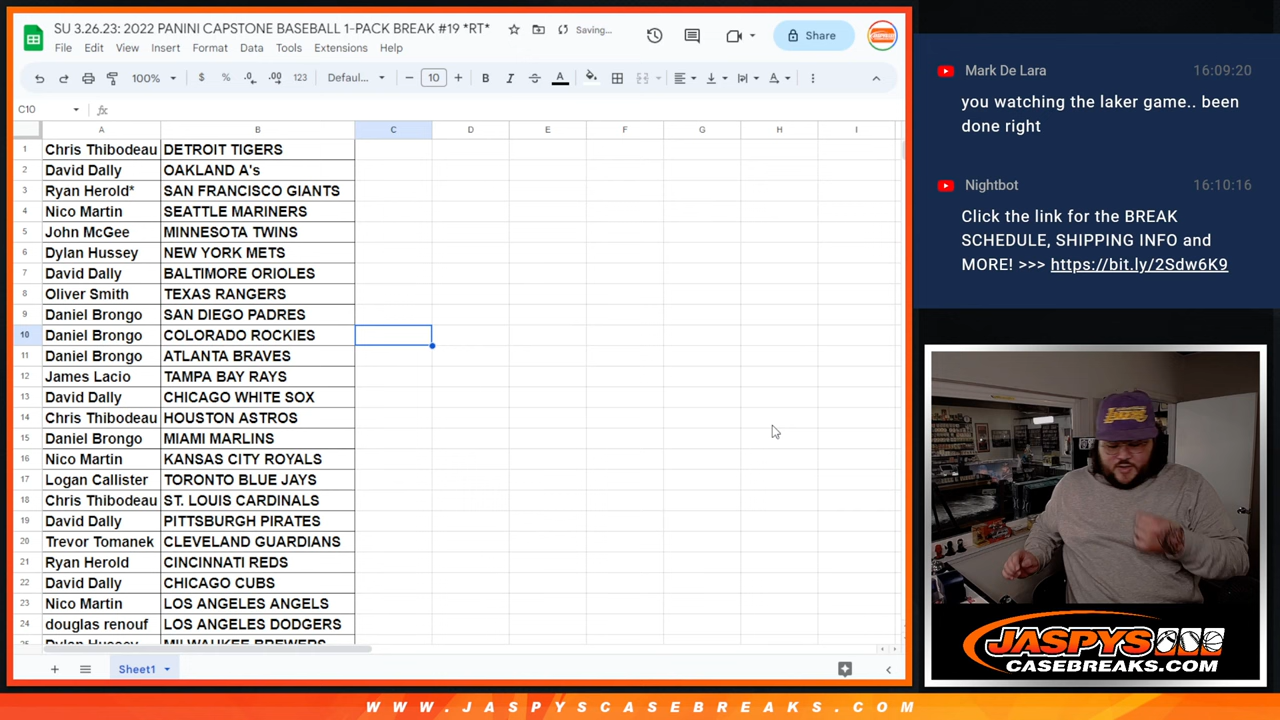 SU 3.26.23: 2022 PANINI CAPSTONE BASEBALL 1-PACK BREAK #19 *RT*
Saving...
Share
File Edit View Insert Format Data Tools Extensions Help
100% $ % .0 .00 123 Defaul... 10 B I A
C10 fx
A B C D E F G H I
1 Chris Thibodeau DETROIT TIGERS
2 David Dally OAKLAND A's
3 Ryan Herold* SAN FRANCISCO GIANTS
4 Nico Martin SEATTLE MARINERS
5 John McGee MINNESOTA TWINS
6 Dylan Hussey NEW YORK METS
7 David Dally BALTIMORE ORIOLES
8 Oliver Smith TEXAS RANGERS
9 Daniel Brongo SAN DIEGO PADRES
10 Daniel Brongo COLORADO ROCKIES
11 Daniel Brongo ATLANTA BRAVES
12 James Lacio TAMPA BAY RAYS
13 David Dally CHICAGO WHITE SOX
14 Chris Thibodeau HOUSTON ASTROS
15 Daniel Brongo MIAMI MARLINS
16 Nico Martin KANSAS CITY ROYALS
17 Logan Callister TORONTO BLUE JAYS
18 Chris Thibodeau ST. LOUIS CARDINALS
19 David Dally PITTSBURGH PIRATES
20 Trevor Tomanek CLEVELAND GUARDIANS
21 Ryan Herold CINCINNATI REDS
22 David Dally CHICAGO CUBS
23 Nico Martin LOS ANGELES ANGELS
24 douglas renouf LOS ANGELES DODGERS
25 Dylan Hussey MILWAUKEE BREWERS
Sheet1
Mark De Lara 16:09:20
you watching the laker game.. been
done right
Nightbot 16:10:16
Click the link for the BREAK
SCHEDULE, SHIPPING INFO and
MORE! >>> https://bit.ly/2Sdw6K9
JASPYS
CASEBREAKS.COM
WWW.JASPYSCASEBREAKS.COM